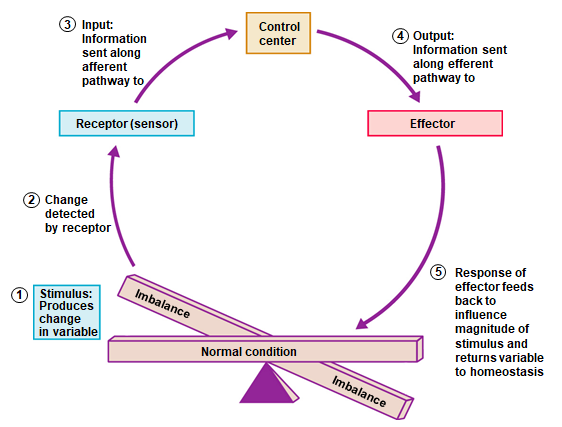 3 Input:
Information
sent along
afferent
pathway to
Control
center
4 Output:
Information sent
along efferent
pathway to
Receptor (sensor)
Effector
2 Change
detected
by receptor
1 Stimulus:
Produces
change
in variable
Imbalance
Normal condition
Imbalance
5 Response of
effector feeds
back to
influence
magnitude of
stimulus and
returns variable
to homeostasis